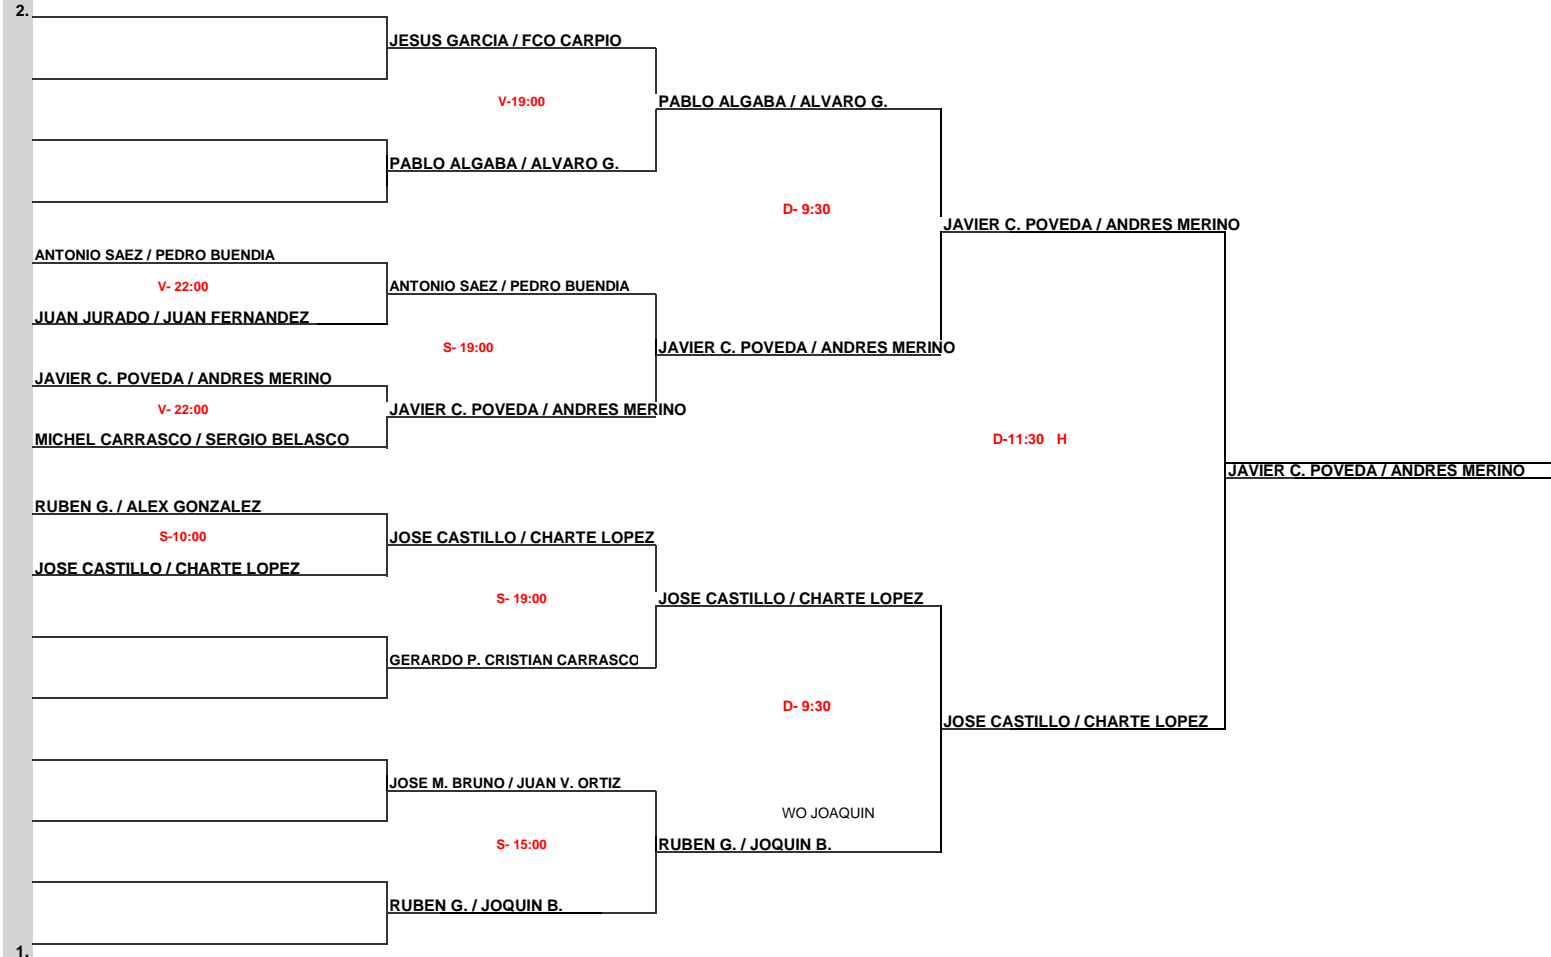 2.
JESUS GARCIA / FCO CARPIO
V-19:00
PABLO ALGABA / ALVARO G.
PABLO ALGABA / ALVARO G.
D- 9:30
JAVIER C. POVEDA / ANDRES MERINO
ANTONIO SAEZ / PEDRO BUENDIA
V- 22:00
ANTONIO SAEZ / PEDRO BUENDIA
JUAN JURADO / JUAN FERNANDEZ
S- 19:00
JAVIER C. POVEDA / ANDRES MERINO
JAVIER C. POVEDA / ANDRES MERINO
V- 22:00
JAVIER C. POVEDA / ANDRES MERINO
MICHEL CARRASCO / SERGIO BELASCO
D-11:30 H
JAVIER C. POVEDA / ANDRES MERINO
RUBEN G. / ALEX GONZALEZ
S-10:00
JOSE CASTILLO / CHARTE LOPEZ
JOSE CASTILLO / CHARTE LOPEZ
S- 19:00
JOSE CASTILLO / CHARTE LOPEZ
GERARDO P. CRISTIAN CARRASCO
D- 9:30
JOSE CASTILLO / CHARTE LOPEZ
JOSE M. BRUNO / JUAN V. ORTIZ
WO JOAQUIN
S- 15:00
RUBEN G. / JOQUIN B.
RUBEN G. / JOQUIN B.
1.